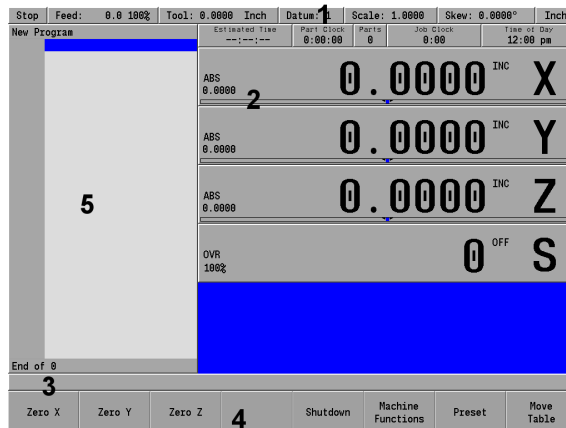 Stop Feed: 0.0 100% Tool: 0.0000 Inch Datum: 1 Scale: 1.0000 Skew: 0.0000° Inch
1
New Program
Estimated Time Part Clock Parts Job Clock Time of Day
--:--:-- 0:00:00 0 0:00 12:00 pm
ABS
0.0000
2
0.0000 INC X
ABS
0.0000
0.0000 INC Y
ABS
0.0000
0.0000 INC Z
5
OVR
100%
0 OFF S
End of 0
3
Zero X Zero Y Zero Z 4 Shutdown Machine Functions Preset Move Table